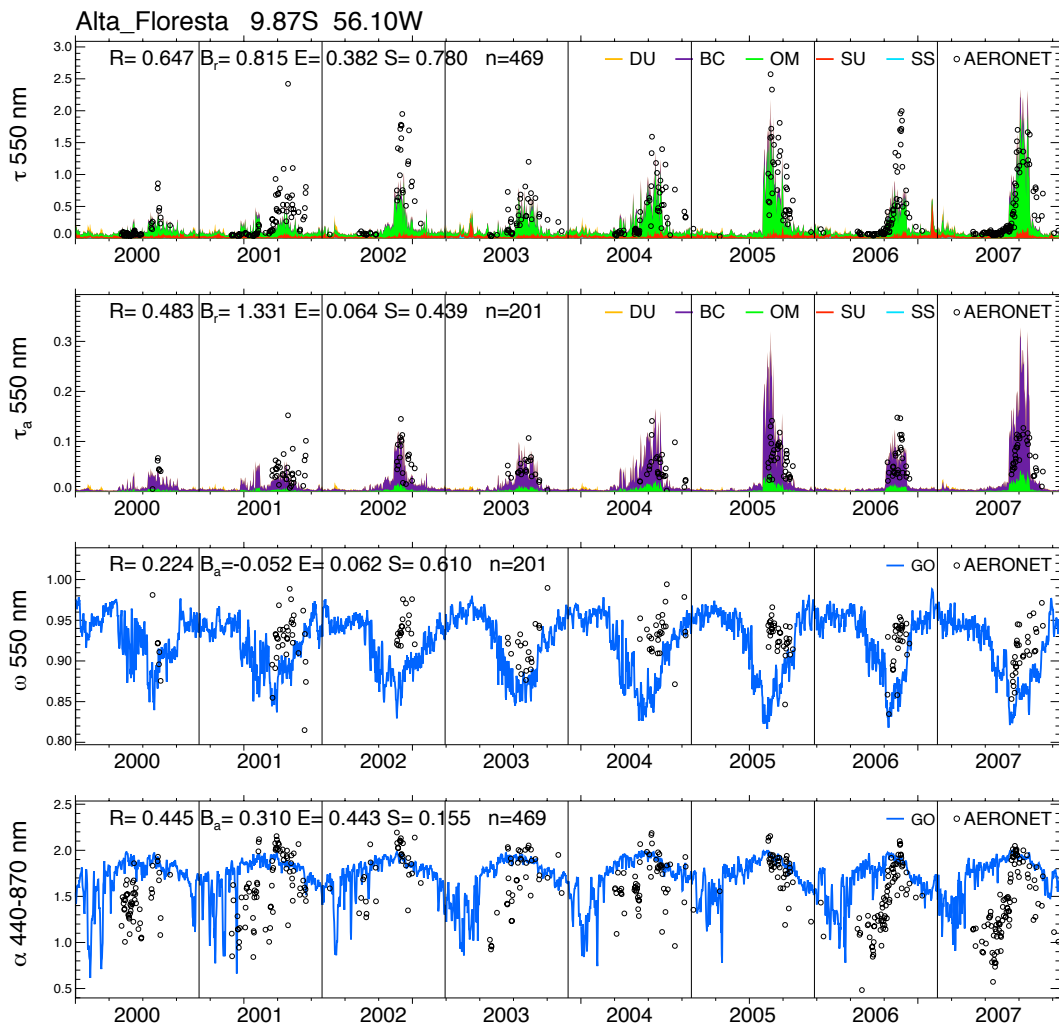 Alta_Floresta 9.87S 56.10W
R= 0.647 Br= 0.815 E= 0.382 S= 0.780 n=469
DU BC OM SU SS AERONET
τ 550 nm
3.0
2.5
2.0
1.5
1.0
0.5
0.0
2000 2001 2002 2003 2004 2005 2006 2007
R= 0.483 Br= 1.331 E= 0.064 S= 0.439 n=201
DU BC OM SU SS AERONET
τa 550 nm
0.3
0.2
0.1
0.0
2000 2001 2002 2003 2004 2005 2006 2007
R= 0.224 Ba=-0.052 E= 0.062 S= 0.610 n=201
GO AERONET
ω 550 nm
1.00
0.95
0.90
0.85
0.80
2000 2001 2002 2003 2004 2005 2006 2007
R= 0.445 Ba= 0.310 E= 0.443 S= 0.155 n=469
GO AERONET
α 440-870 nm
2.5
2.0
1.5
1.0
0.5
2000 2001 2002 2003 2004 2005 2006 2007